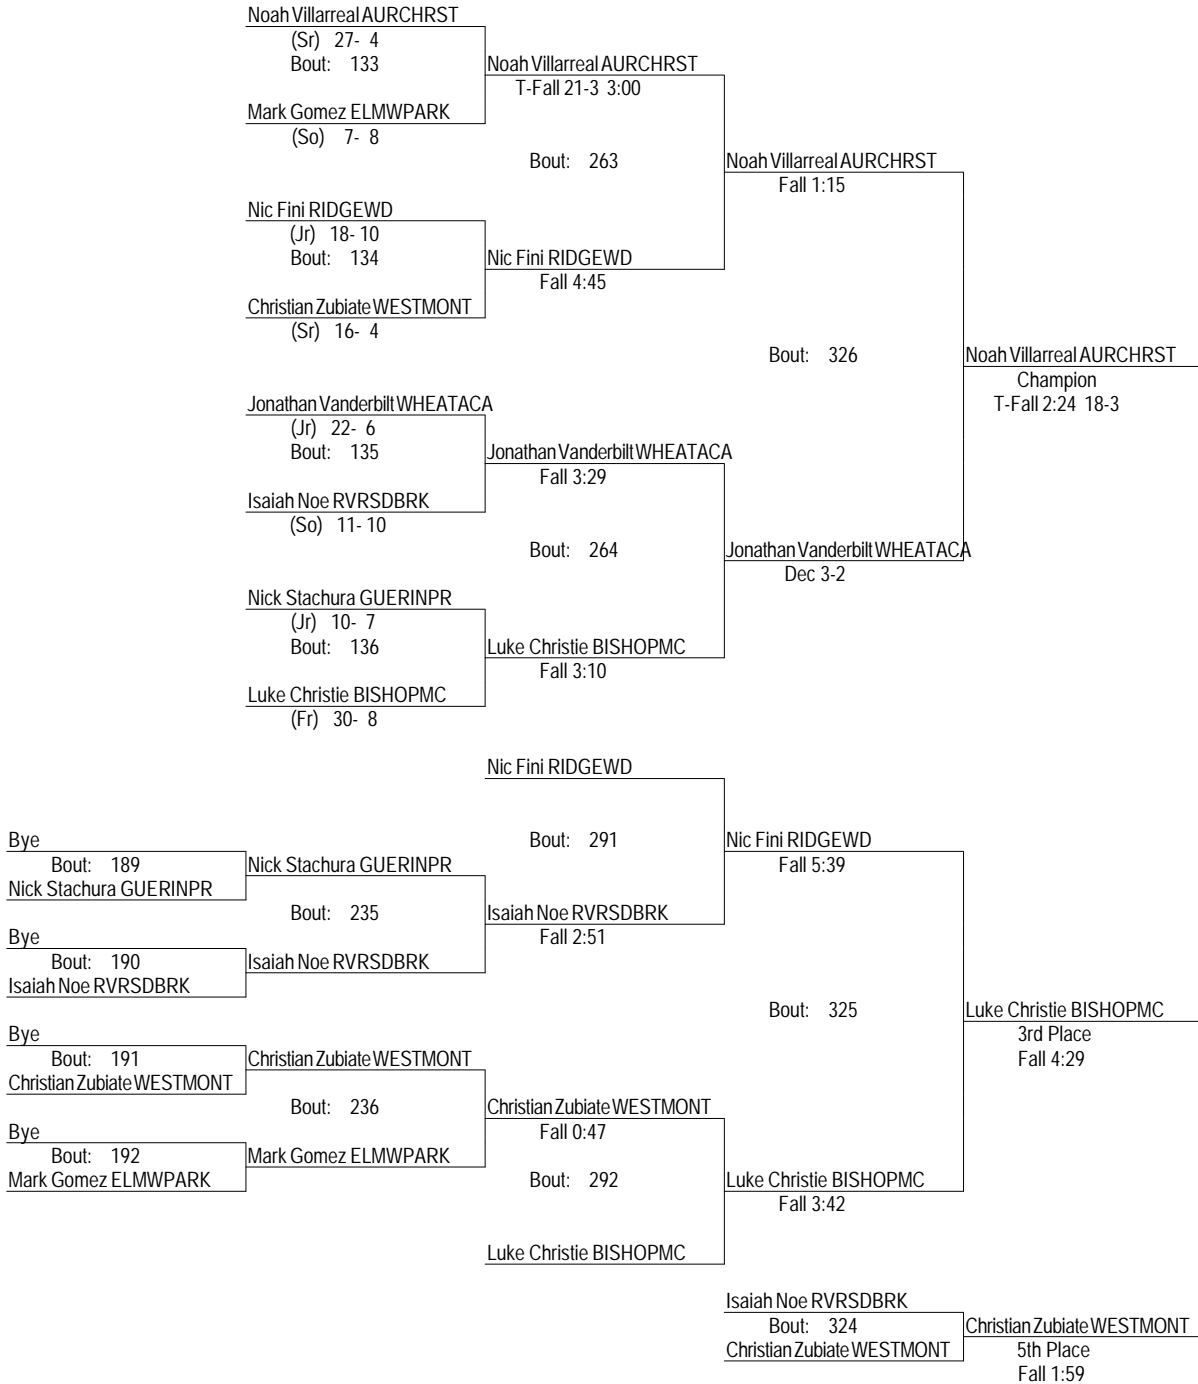 Noah Villarreal AURCHRST
(Sr) 27- 4
Bout: 133
Noah Villarreal AURCHRST
T-Fall 21-3 3:00
Mark Gomez ELMWPARK
(So) 7- 8
Bout: 263
Noah Villarreal AURCHRST
Fall 1:15
Nic Fini RIDGEWD
(Jr) 18- 10
Bout: 134
Nic Fini RIDGEWD
Fall 4:45
Christian Zubiate WESTMONT
(Sr) 16- 4
Bout: 326
Noah Villarreal AURCHRST
Champion
T-Fall 2:24 18-3
Jonathan Vanderbilt WHEATACA
(Jr) 22- 6
Bout: 135
Jonathan Vanderbilt WHEATACA
Fall 3:29
Isaiah Noe RVRSDBRK
(So) 11- 10
Bout: 264
Jonathan Vanderbilt WHEATACA
Dec 3-2
Nick Stachura GUERINPR
(Jr) 10- 7
Bout: 136
Luke Christie BISHOPMC
Fall 3:10
Luke Christie BISHOPMC
(Fr) 30- 8
Nic Fini RIDGEWD
Bout: 291
Nic Fini RIDGEWD
Fall 5:39
Bye
Bout: 189
Nick Stachura GUERINPR
Nick Stachura GUERINPR
Bout: 235
Isaiah Noe RVRSDBRK
Fall 2:51
Bye
Bout: 190
Isaiah Noe RVRSDBRK
Isaiah Noe RVRSDBRK
Bout: 325
Luke Christie BISHOPMC
3rd Place
Fall 4:29
Bye
Bout: 191
Christian Zubiate WESTMONT
Christian Zubiate WESTMONT
Bout: 236
Christian Zubiate WESTMONT
Fall 0:47
Bye
Bout: 192
Mark Gomez ELMWPARK
Mark Gomez ELMWPARK
Bout: 292
Luke Christie BISHOPMC
Fall 3:42
Luke Christie BISHOPMC
Isaiah Noe RVRSDBRK
Bout: 324
Christian Zubiate WESTMONT
Christian Zubiate WESTMONT
5th Place
Fall 1:59